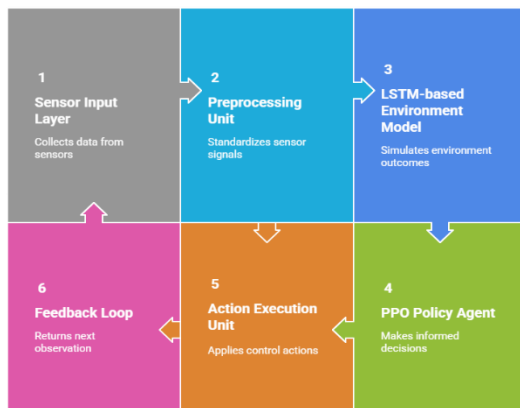 1
Sensor Input
Layer
Collects data from
sensors
2
Preprocessing
Unit
Standardizes sensor
signals
3
LSTM-based
Environment
Model
Simulates environment
outcomes
4
PPO Policy Agent
Makes informed
decisions
5
Action Execution
Unit
Applies control actions
6
Feedback Loop
Returns next
observation